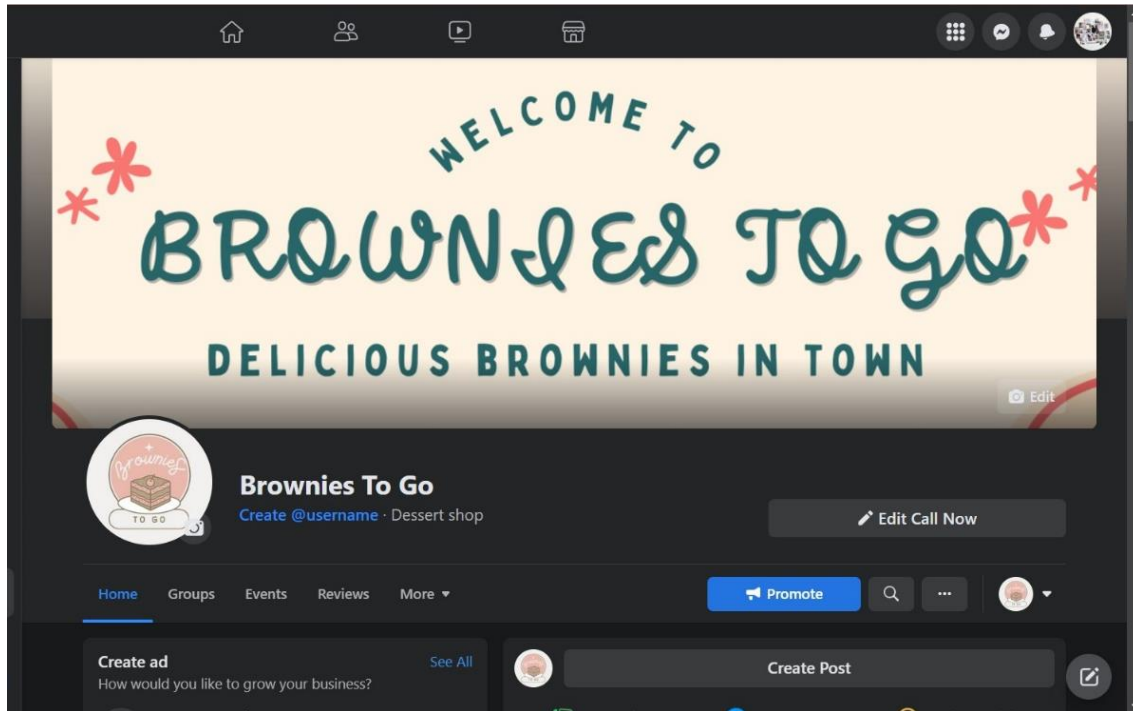 WELCOME TO
BROWNIES TO GO
DELICIOUS BROWNIES IN TOWN
Edit
Brownies
TO GO
Brownies To Go
Create @username · Dessert shop
Edit Call Now
Home Groups Events Reviews More
Promote
Create ad See All
How would you like to grow your business?
Create Post